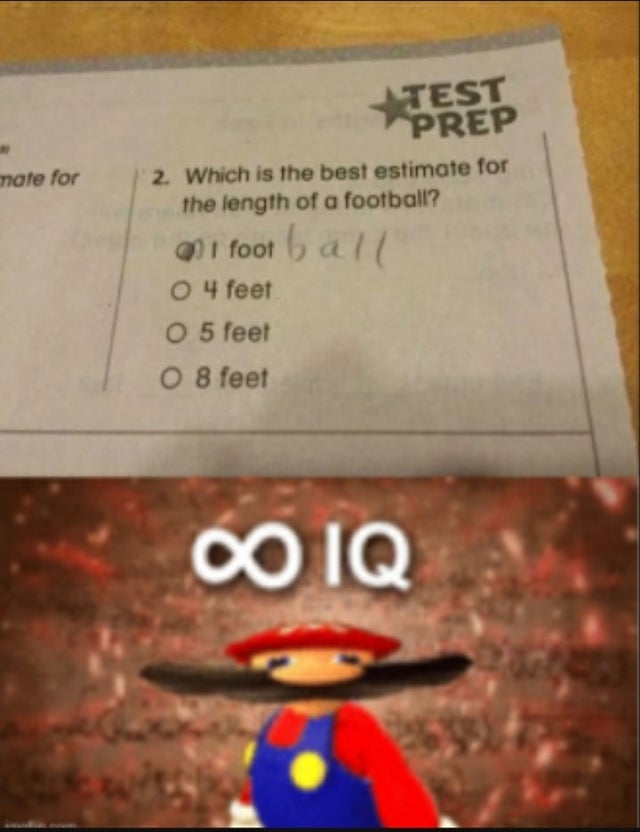 TEST
PREP
mate for
2. Which is the best estimate for
the length of a football?
1 foot ball
4 feet
5 feet
8 feet
∞ IQ